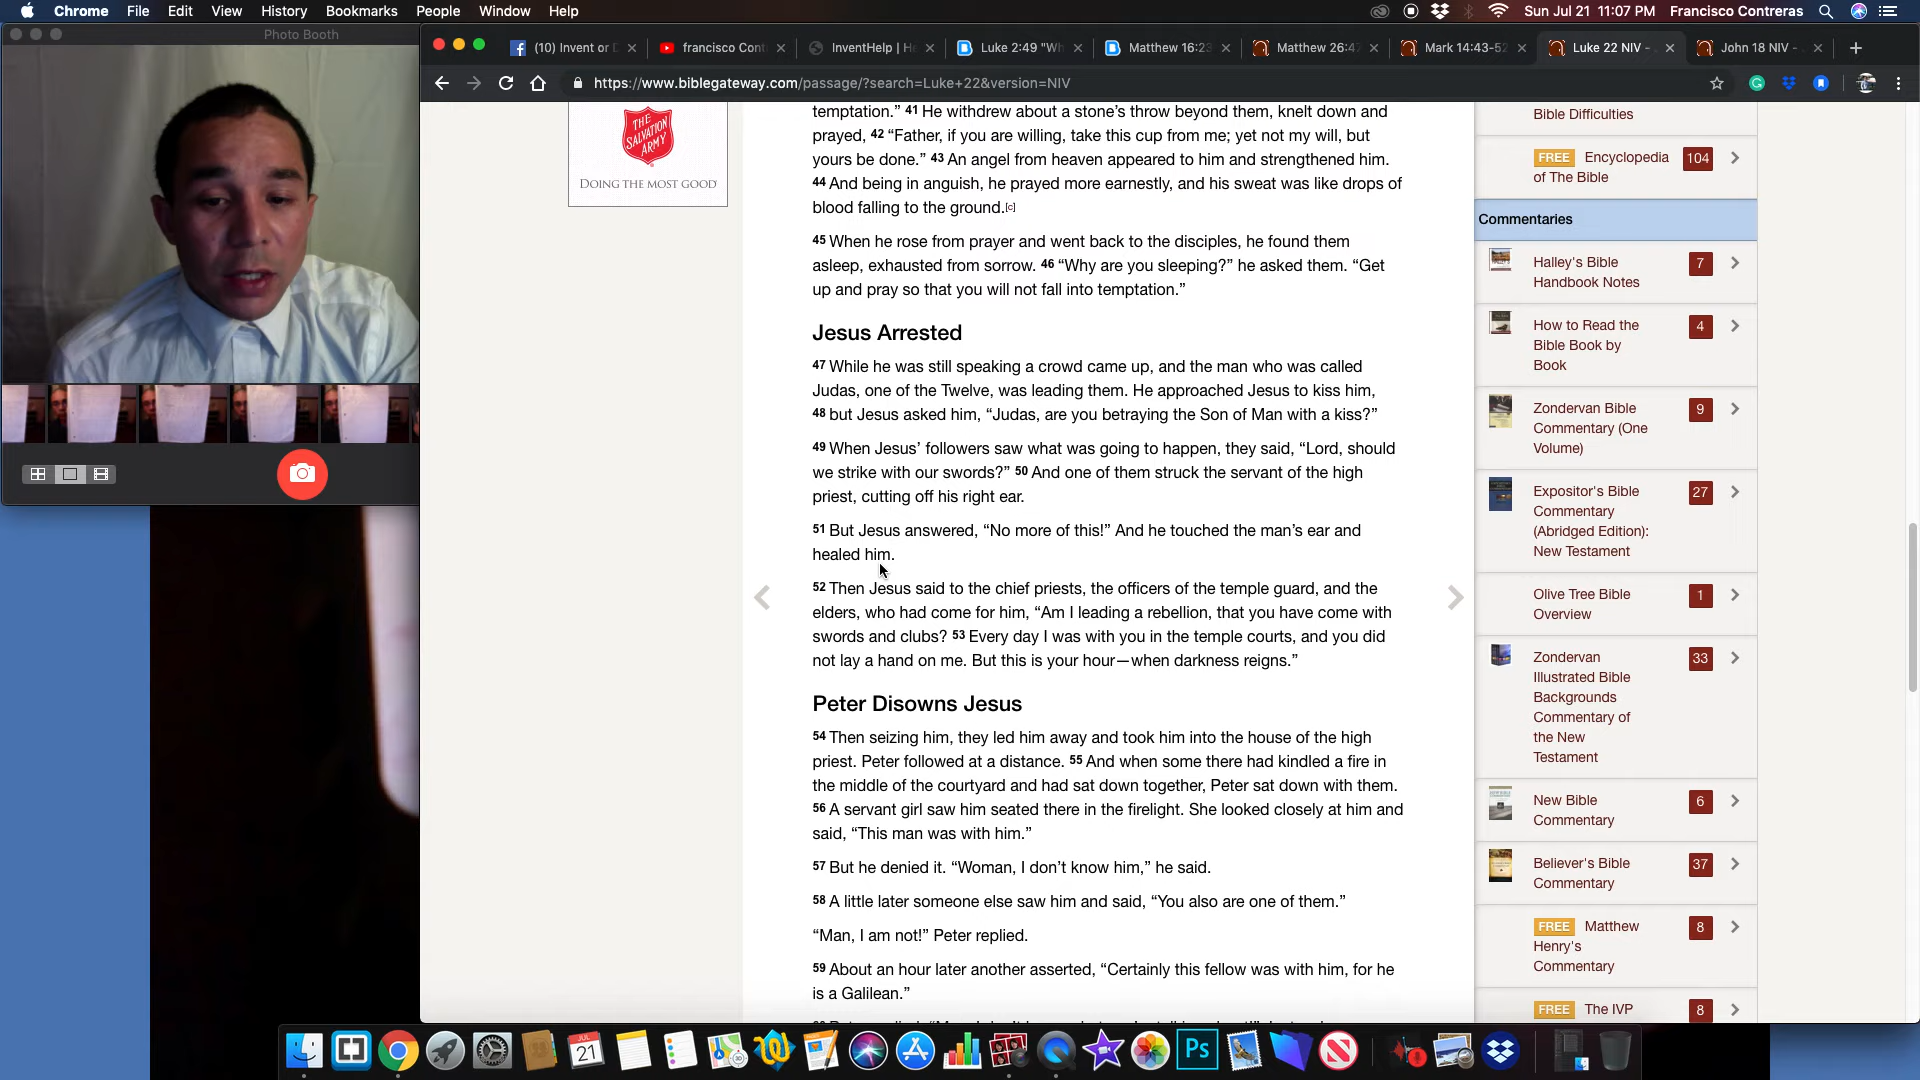 Chrome File Edit View History Bookmarks People Window Help
Sun Jul 21 11:07 PM Francisco Contreras
Photo Booth
(10) Invent or D
francisco Cont
InventHelp | He
Luke 2:49 "Wh
Matthew 16:23
Matthew 26:47
Mark 14:43-52
Luke 22 NIV -
John 18 NIV -
https://www.biblegateway.com/passage/?search=Luke+22&version=NIV
THE SALVATION ARMY
DOING THE MOST GOOD
temptation.” 41 He withdrew about a stone’s throw beyond them, knelt down and
prayed, 42 “Father, if you are willing, take this cup from me; yet not my will, but
yours be done.” 43 An angel from heaven appeared to him and strengthened him.
44 And being in anguish, he prayed more earnestly, and his sweat was like drops of
blood falling to the ground.[c]
45 When he rose from prayer and went back to the disciples, he found them
asleep, exhausted from sorrow. 46 “Why are you sleeping?” he asked them. “Get
up and pray so that you will not fall into temptation.”
Jesus Arrested
47 While he was still speaking a crowd came up, and the man who was called
Judas, one of the Twelve, was leading them. He approached Jesus to kiss him,
48 but Jesus asked him, “Judas, are you betraying the Son of Man with a kiss?”
49 When Jesus’ followers saw what was going to happen, they said, “Lord, should
we strike with our swords?” 50 And one of them struck the servant of the high
priest, cutting off his right ear.
51 But Jesus answered, “No more of this!” And he touched the man’s ear and
healed him.
52 Then Jesus said to the chief priests, the officers of the temple guard, and the
elders, who had come for him, “Am I leading a rebellion, that you have come with
swords and clubs? 53 Every day I was with you in the temple courts, and you did
not lay a hand on me. But this is your hour—when darkness reigns.”
Peter Disowns Jesus
54 Then seizing him, they led him away and took him into the house of the high
priest. Peter followed at a distance. 55 And when some there had kindled a fire in
the middle of the courtyard and had sat down together, Peter sat down with them.
56 A servant girl saw him seated there in the firelight. She looked closely at him and
said, “This man was with him.”
57 But he denied it. “Woman, I don’t know him,” he said.
58 A little later someone else saw him and said, “You also are one of them.”
“Man, I am not!” Peter replied.
59 About an hour later another asserted, “Certainly this fellow was with him, for he
is a Galilean.”
Bible Difficulties
FREE Encyclopedia 104
of The Bible
Commentaries
Halley's Bible 7
Handbook Notes
How to Read the 4
Bible Book by
Book
Zondervan Bible 9
Commentary (One
Volume)
Expositor's Bible 27
Commentary
(Abridged Edition):
New Testament
Olive Tree Bible 1
Overview
Zondervan 33
Illustrated Bible
Backgrounds
Commentary of
the New
Testament
New Bible 6
Commentary
Believer's Bible 37
Commentary
FREE Matthew 8
Henry's
Commentary
FREE The IVP 8
JUL
21
Ps